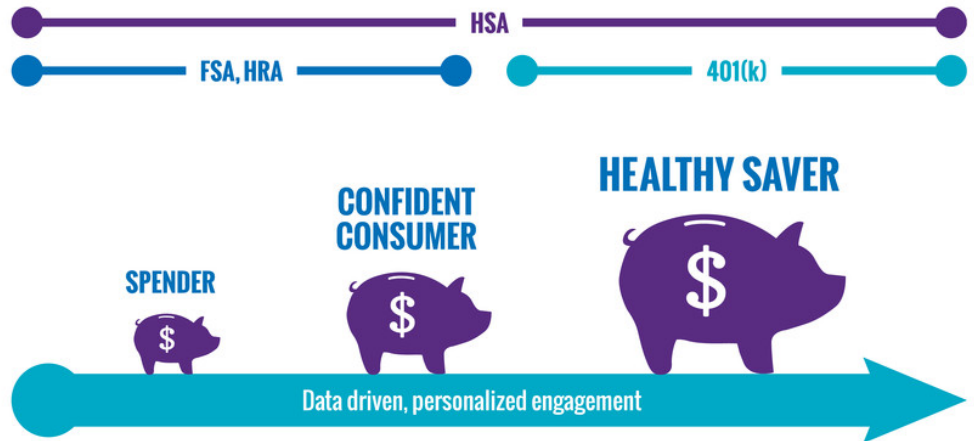 HSA
FSA, HRA
401(k)
HEALTHY SAVER
CONFIDENT
CONSUMER
SPENDER
$
$
$
Data driven, personalized engagement